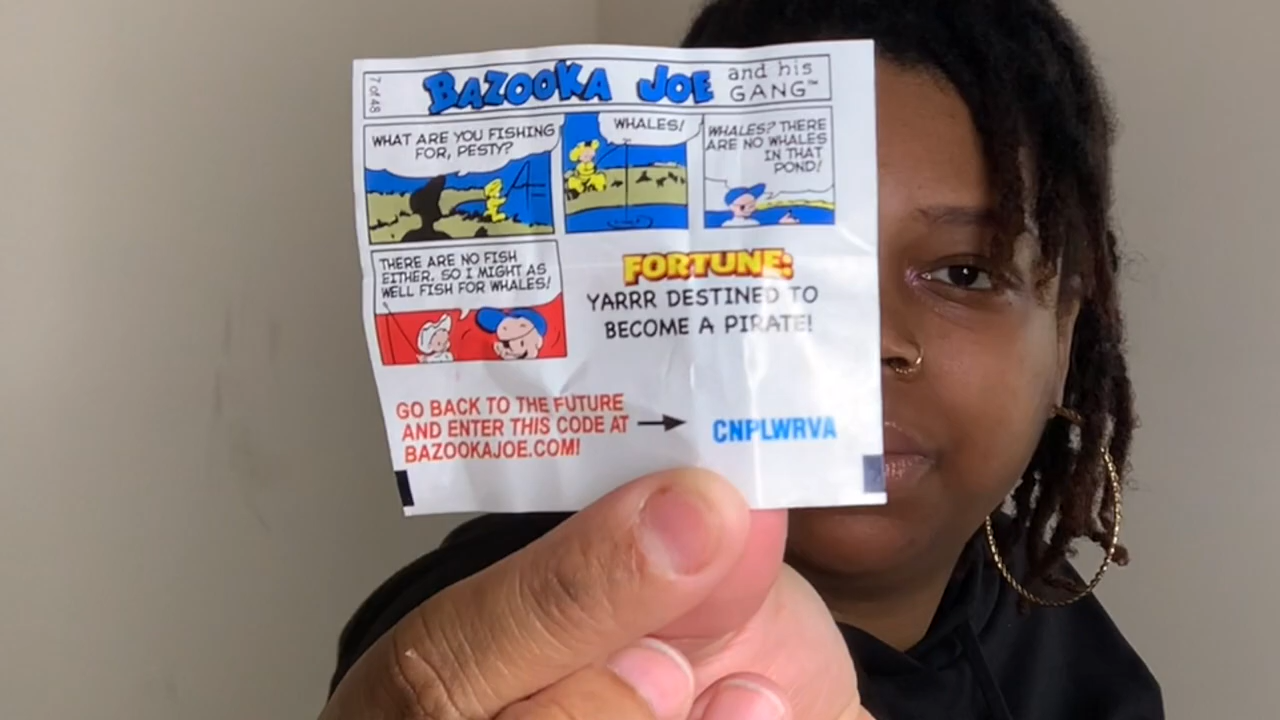 7 of 48
BAZOOKA JOE and his
GANG™
WHAT ARE YOU FISHING
FOR, PESTY?
WHALES!
WHALES? THERE
ARE NO WHALES
IN THAT
POND!
THERE ARE NO FISH
EITHER, SO I MIGHT AS
WELL FISH FOR WHALES!
FORTUNE:
YARRR DESTINED TO
BECOME A PIRATE!
GO BACK TO THE FUTURE
AND ENTER THIS CODE AT
BAZOOKAJOE.COM!
CNPLWRVA